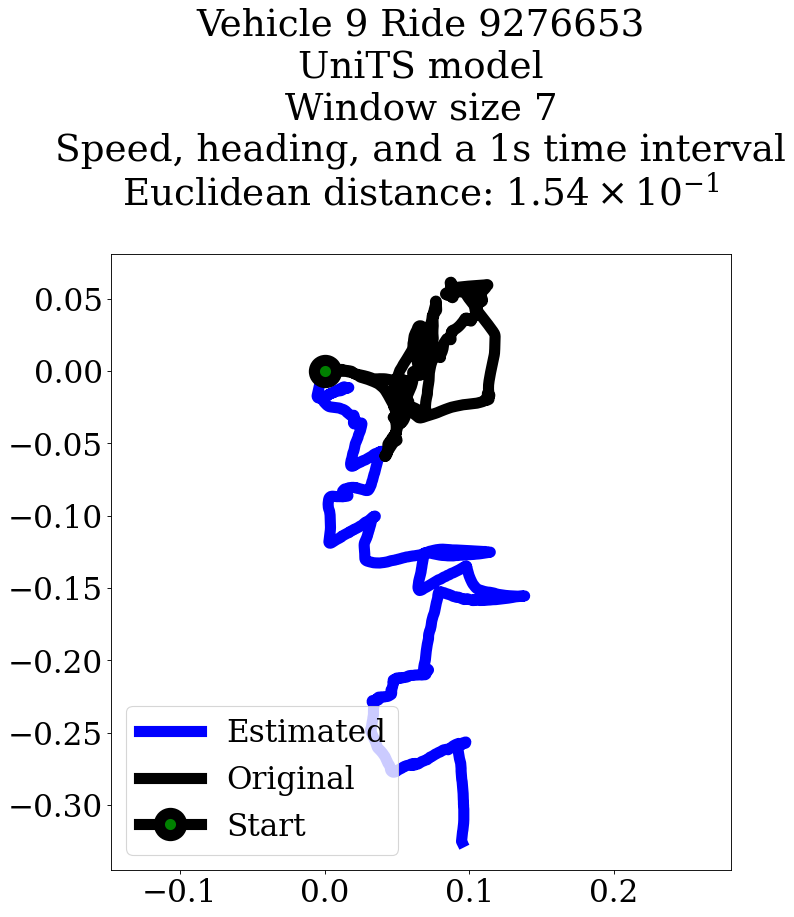 Vehicle 9 Ride 9276653
UniTS model
Window size 7
Speed, heading, and a 1s time interval
Euclidean distance: 1.54 × 10⁻¹
0.05
0.00
−0.05
−0.10
−0.15
−0.20
−0.25
−0.30
Estimated
Original
Start
−0.1 0.0 0.1 0.2